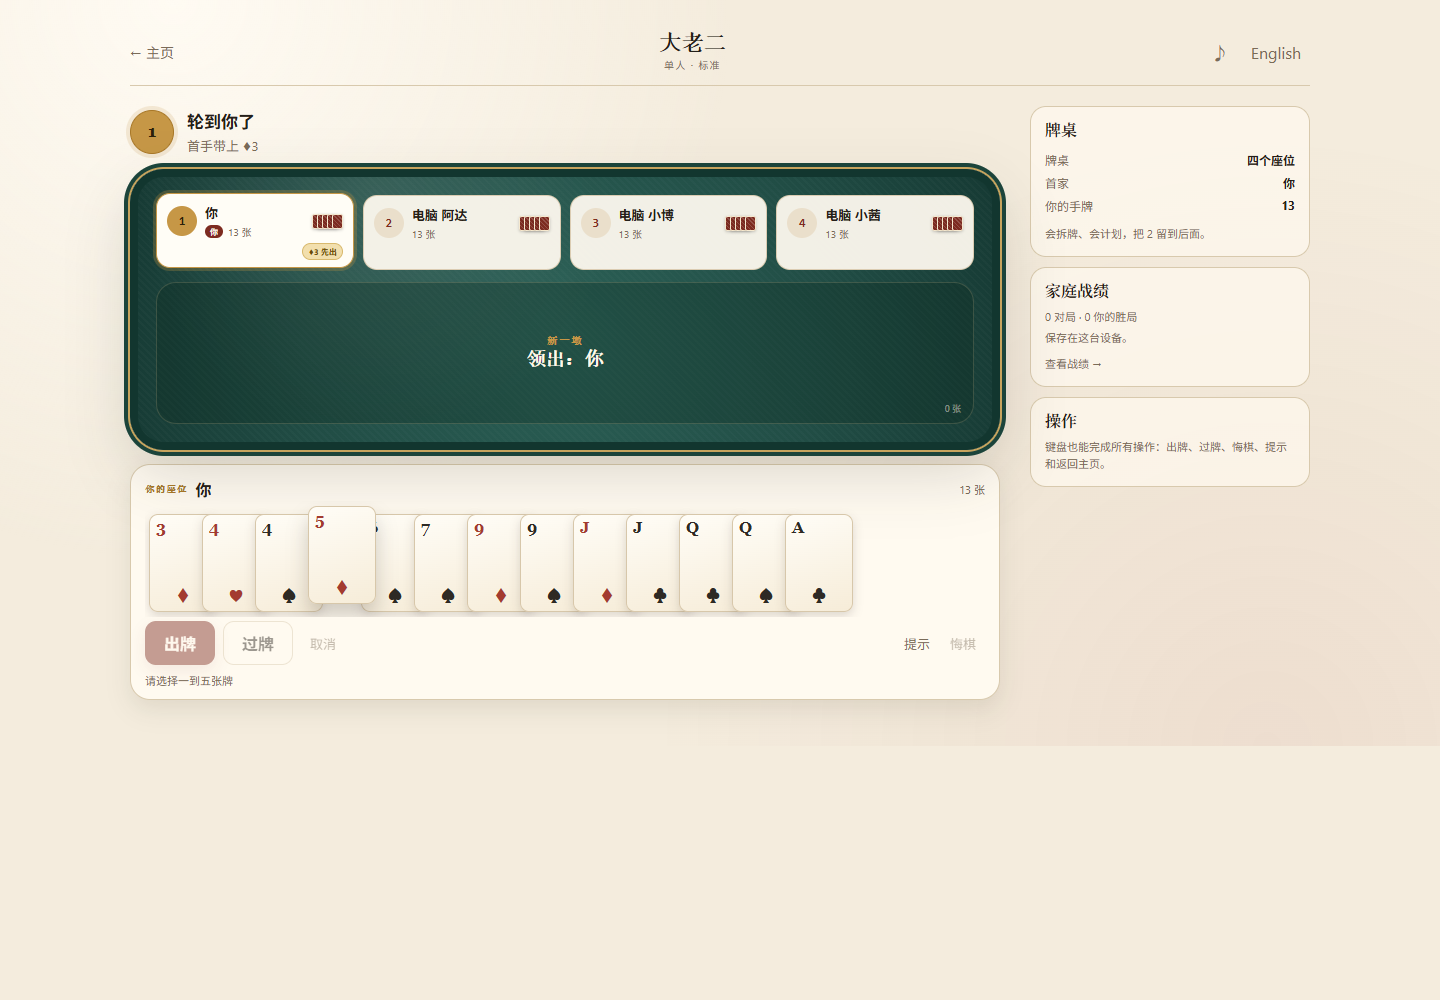 ← 主页
大老二
单人 · 标准
♪
English
1
轮到你了
首手带上 ♦3
1
你
你 13 张
♦3 先出
2
电脑 阿达
13 张
3
电脑 小博
13 张
4
电脑 小茜
13 张
新一墩
领出：你
0 张
你的座位 你
13 张
3♦
4♥
4♠
5♦
♠
7♠
9♦
9♠
J♦
J♣
Q♣
Q♠
A♣
出牌
过牌
取消
提示
悔棋
请选择一到五张牌
牌桌
牌桌 四个座位
首家 你
你的手牌 13
会拆牌、会计划，把 2 留到后面。
家庭战绩
0 对局 · 0 你的胜局
保存在这台设备。
查看战绩 →
操作
键盘也能完成所有操作：出牌、过牌、悔棋、提示
和返回主页。